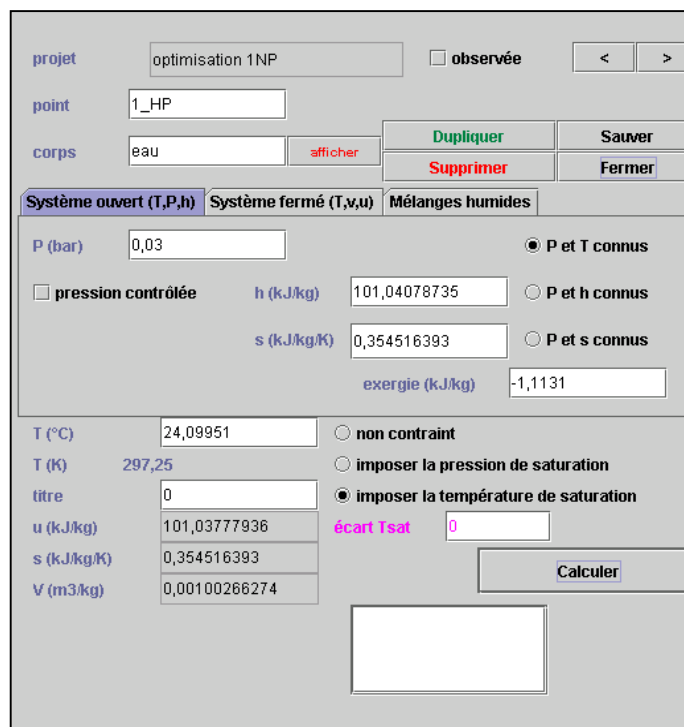 projet optimisation 1NP observée < >
point 1_HP
corps eau afficher Dupliquer Sauver
Supprimer Fermer
Système ouvert (T,P,h) Système fermé (T,v,u) Mélanges humides
P (bar) 0,03 P et T connus
pression contrôlée h (kJ/kg) 101,04078735 P et h connus
s (kJ/kg/K) 0,354516393 P et s connus
exergie (kJ/kg) -1,1131
T (°C) 24,09951 non contraint
T (K) 297,25 imposer la pression de saturation
titre 0 imposer la température de saturation
u (kJ/kg) 101,03777936 écart Tsat 0
s (kJ/kg/K) 0,354516393 Calculer
V (m3/kg) 0,00100266274